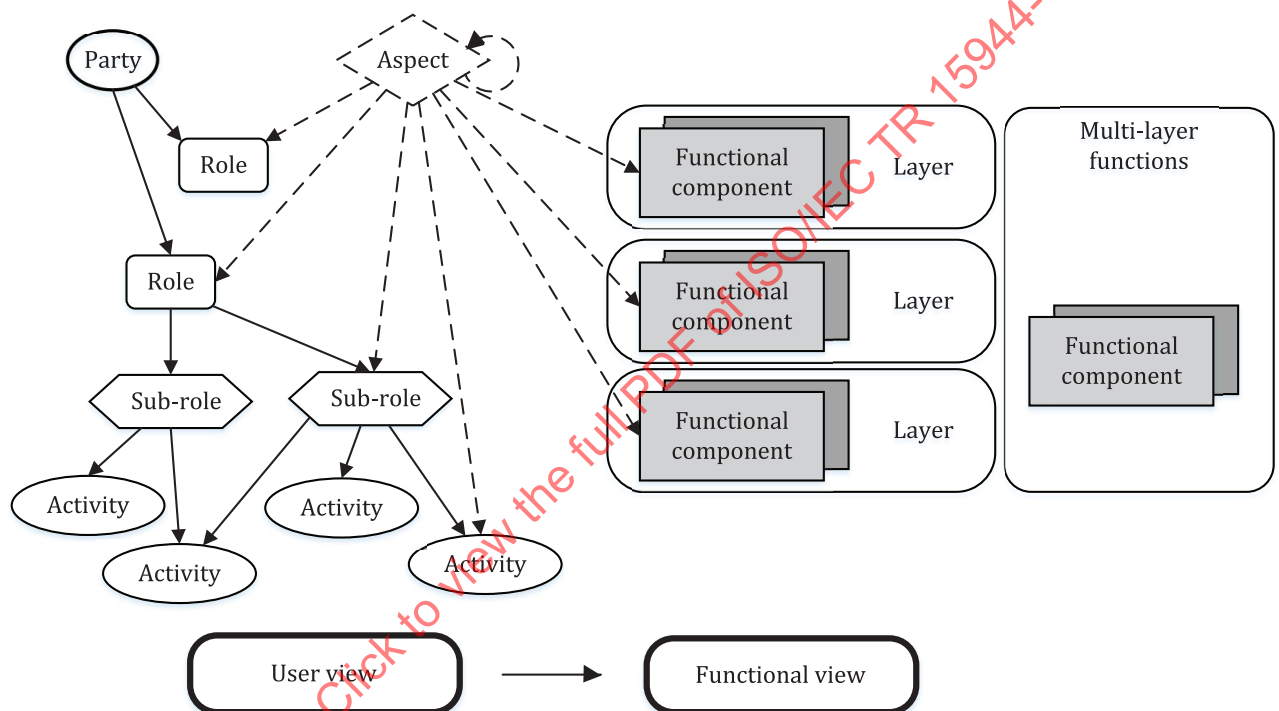 Party
Aspect
Role
Role
Sub-role
Sub-role
Activity
Activity
Activity
Activity
Functional
component
Layer
Functional
component
Layer
Functional
component
Layer
Multi-layer
functions
Functional
component
User view
Functional view
Click to view the full PDF of ISO/IEC TR 15944-